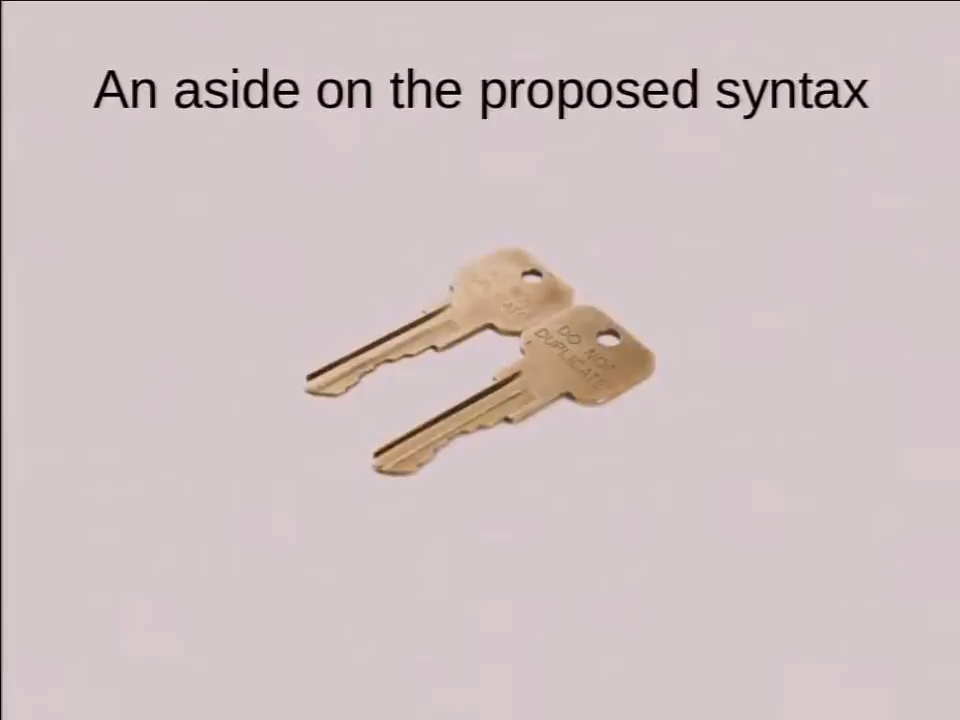 An aside on the proposed syntax
DO NOT
DUPLICATE